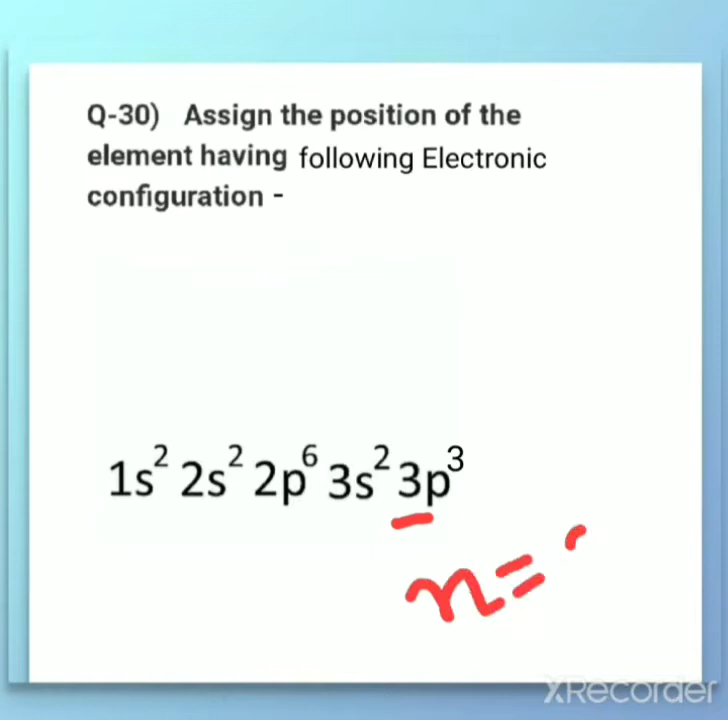 Q-30) Assign the position of the
element having following Electronic
configuration -
1s² 2s² 2p⁶ 3s² 3p³
n =
XRecorder